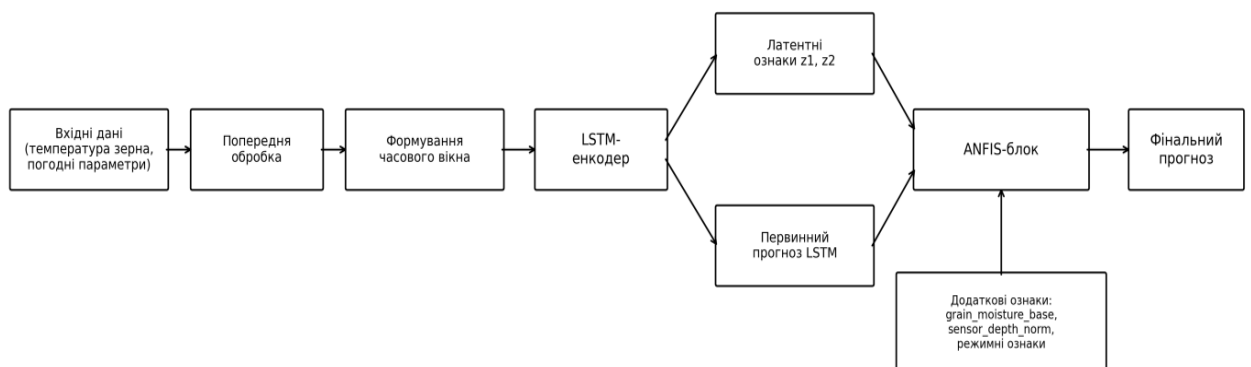 Вхідні дані
(температура зерна,
погодні параметри)
Попередня
обробка
Формування
часового вікна
LSTM-
енкодер
Латентні
ознаки z1, z2
Первинний
прогноз LSTM
ANFIS-блок
Додаткові ознаки:
grain_moisture_base,
sensor_depth_norm,
режимні ознаки
Фінальний
прогноз